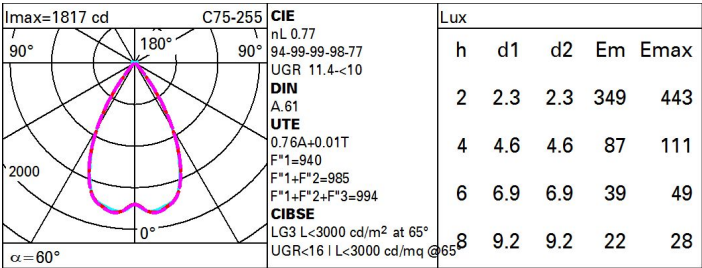 Imax=1817 cd C75-255
90° 180° 90°
2000
0°
α=60°
CIE
nL 0.77
94-99-99-98-77
UGR 11.4-<10
DIN
A.61
UTE
0.76A+0.01T
F"1=940
F"1+F"2=985
F"1+F"2+F"3=994
CIBSE
LG3 L<3000 cd/m² at 65°
UGR<16 | L<3000 cd/mq @65°
Lux
h d1 d2 Em Emax
2 2.3 2.3 349 443
4 4.6 4.6 87 111
6 6.9 6.9 39 49
8 9.2 9.2 22 28